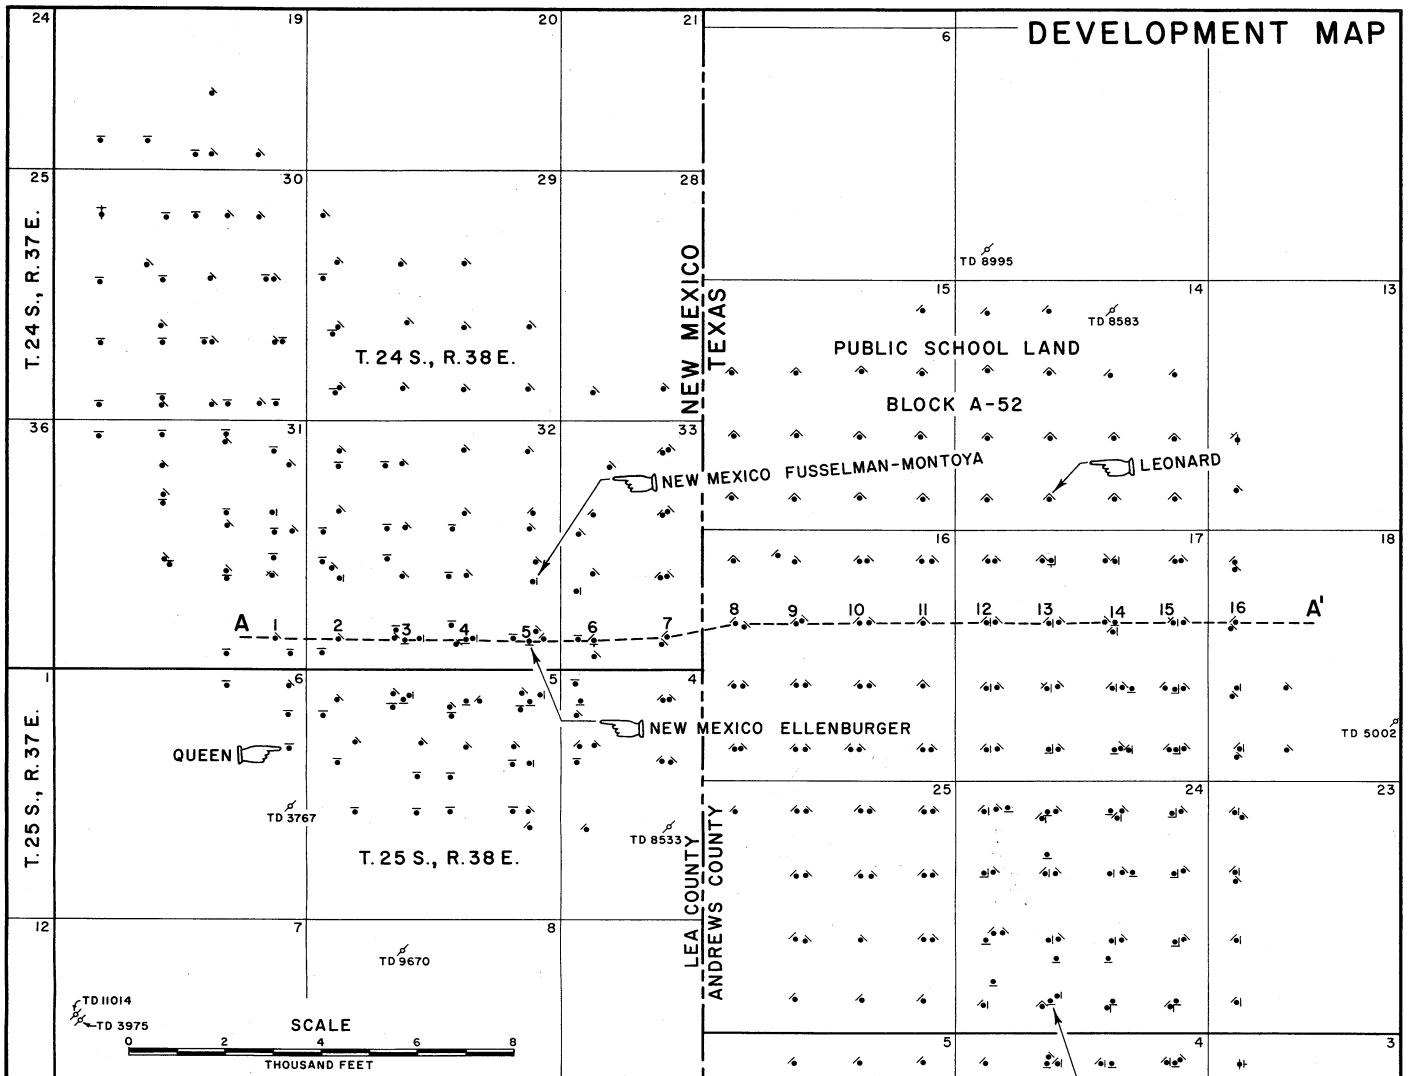 24 19 20 21
6
DEVELOPMENT MAP
25 30 29 28
T. 24 S., R. 37 E.
NEW MEXICO
TEXAS
TD 8995
15 14 13
TD 8583
T. 24 S., R. 38 E.
PUBLIC SCHOOL LAND
BLOCK A-52
36 31 32 33
NEW MEXICO FUSSELMAN-MONTOYA
LEONARD
16 17 18
A 1 2 3 4 5 6 7 8 9 10 11 12 13 14 15 16 A'
1 6 5 4
T. 25 S., R. 37 E.
QUEEN
NEW MEXICO ELLENBURGER
TD 5002
25 24 23
TD 3767
TD 8533
T. 25 S., R. 38 E.
LEA COUNTY
ANDREWS COUNTY
12 7 8
TD 9670
TD 11014
TD 3975
SCALE
0 2 4 6 8
THOUSAND FEET
5 4 3